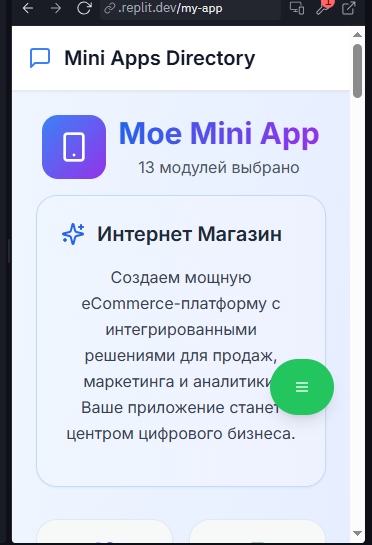 .replit.dev/my-app
1
Mini Apps Directory
Мое Mini App
13 модулей выбрано
Интернет Магазин
Создаем мощную
eCommerce-платформу с
интегрированными
решениями для продаж,
маркетинга и аналитики.
Ваше приложение станет
центром цифрового бизнеса.